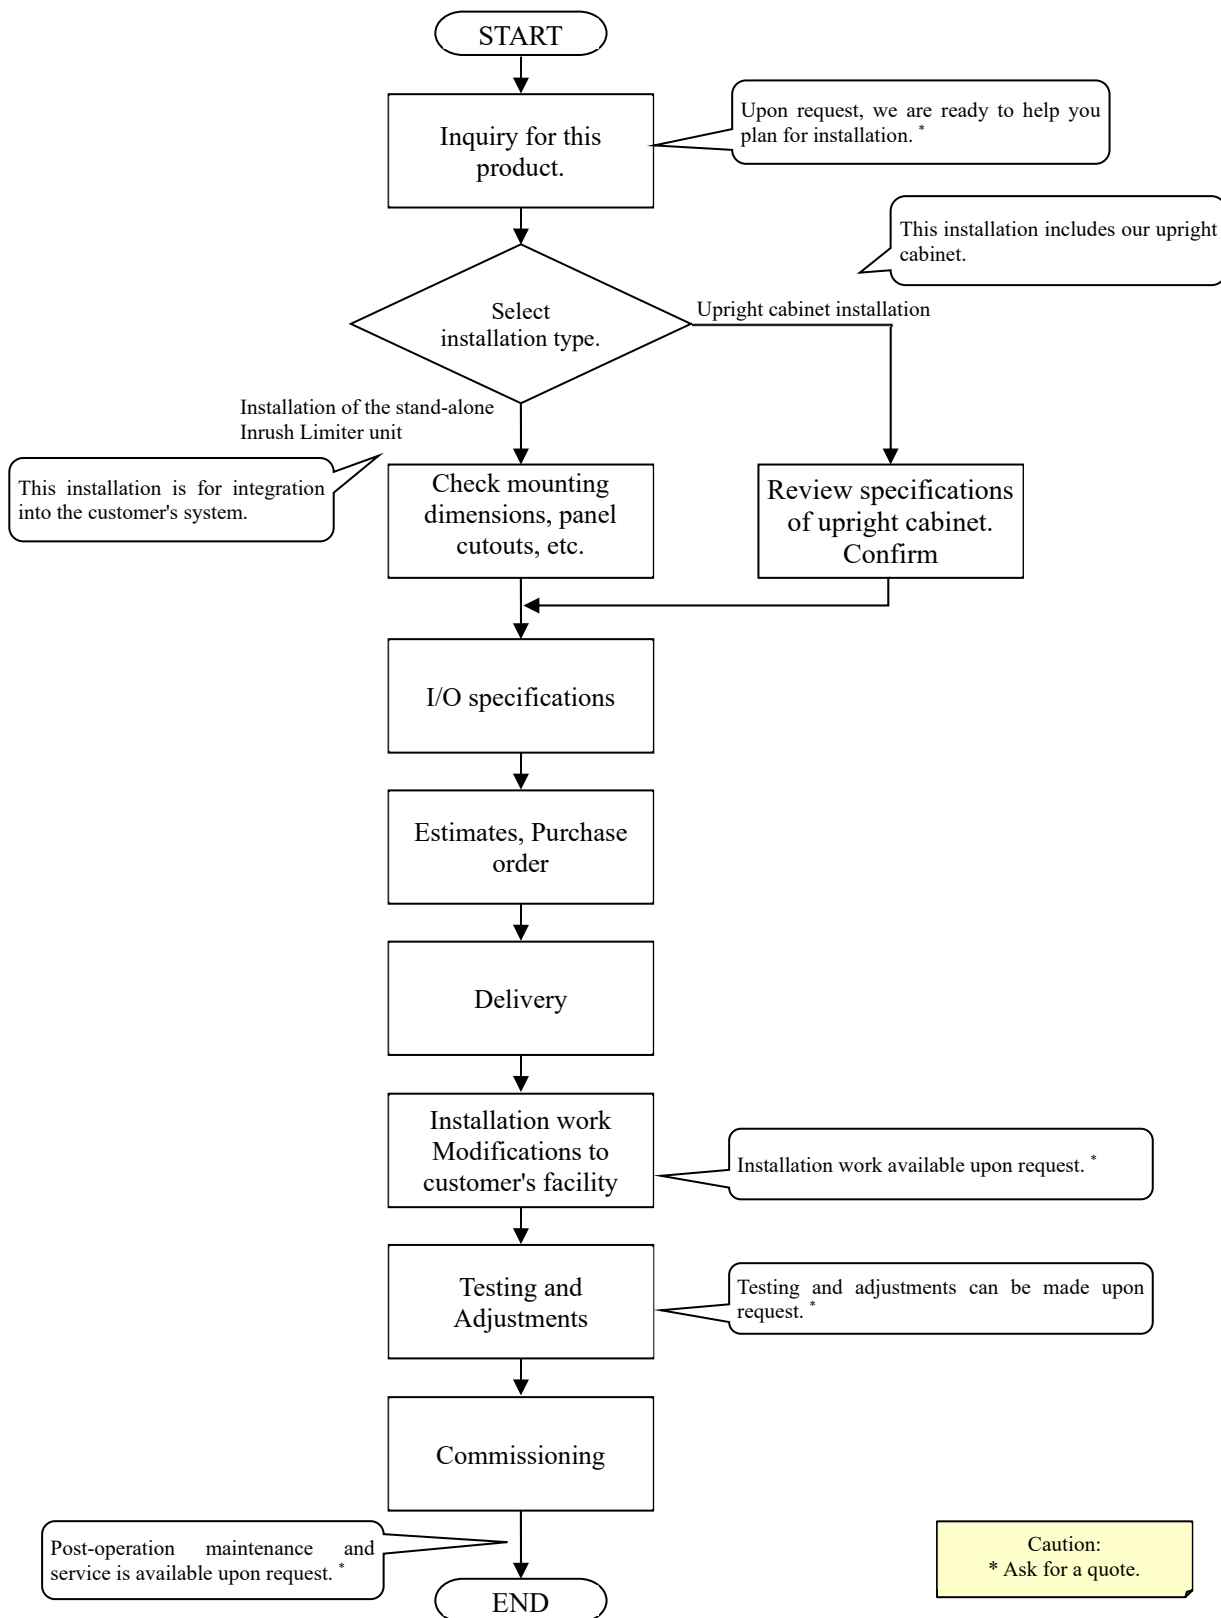 START
Inquiry for this
product.
Upon request, we are ready to help you
plan for installation. *
This installation includes our upright
cabinet.
Select
installation type.
Upright cabinet installation
Installation of the stand-alone
Inrush Limiter unit
This installation is for integration
into the customer's system.
Check mounting
dimensions, panel
cutouts, etc.
Review specifications
of upright cabinet.
Confirm
I/O specifications
Estimates, Purchase
order
Delivery
Installation work
Modifications to
customer's facility
Installation work available upon request. *
Testing and
Adjustments
Testing and adjustments can be made upon
request. *
Commissioning
Post-operation maintenance and
service is available upon request. *
END
Caution:
* Ask for a quote.